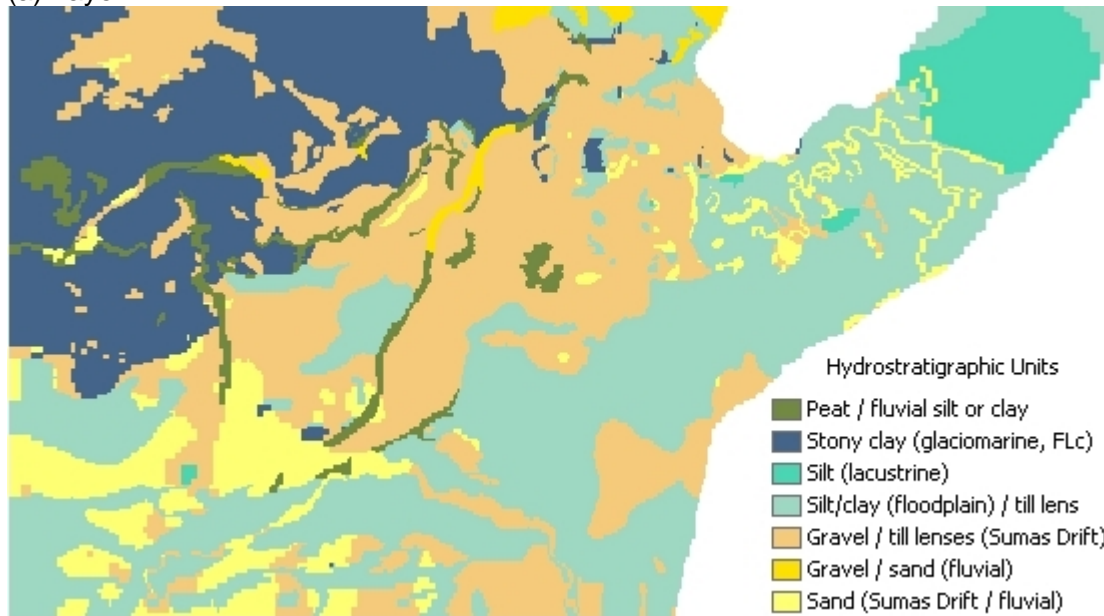 Hydrostratigraphic Units
Peat / fluvial silt or clay
Stony clay (glaciomarine, FLc)
Silt (lacustrine)
Silt/clay (floodplain) / till lens
Gravel / till lenses (Sumas Drift)
Gravel / sand (fluvial)
Sand (Sumas Drift / fluvial)